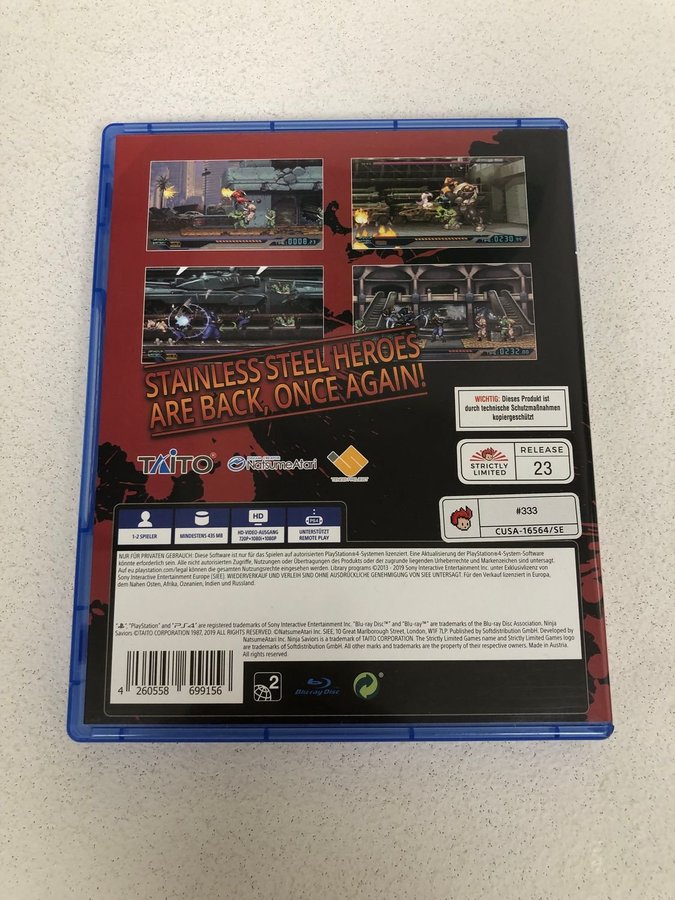 TIME:0008.23
TIME:0230.95
TIME:0232.00
STAINLESS STEEL HEROES
ARE BACK, ONCE AGAIN!
WICHTIG: Dieses Produkt ist
durch technische Schutzmaßnahmen
kopiergeschützt!
TAITO
NatsumeAtari
TENGO PROJECT
STRICTLY
LIMITED
RELEASE
23
#333
CUSA-16564/SE
1-2 SPIELER
MINDESTENS 435 MB
HD
HD-VIDEO-AUSGANG
720P•1080i•1080P
PS4
UNTERSTÜTZT
REMOTE PLAY
NUR FÜR PRIVATEN GEBRAUCH: Diese Software ist nur für das Spielen auf autorisierten PlayStation®4-Systemen lizenziert. Eine Aktualisierung der PlayStation®4-System-Software
könnte erforderlich sein. Alle nicht autorisierten Zugriffe, Nutzungen oder Übertragungen des Produkts oder der zugrunde liegenden Urheberrechte und Markenzeichen sind untersagt.
Auf eu.playstation.com/legal können die gesamten Nutzungsrechte eingesehen werden. Library programs ©2013 - 2019 Sony Interactive Entertainment Inc. unter Exklusivlizenz von
Sony Interactive Entertainment Europe (SIEE). WIEDERVERKAUF UND VERLEIH SIND OHNE AUSDRÜCKLICHE GENEHMIGUNG VON SIEE UNTERSAGT. Für den Verkauf lizenziert in Europa,
dem Nahen Osten, Afrika, Ozeanien, Indien und Russland.
"PlayStation" and "PS4" are registered trademarks of Sony Interactive Entertainment Inc. "Blu-ray Disc™" and "Blu-ray™" are trademarks of the Blu-ray Disc Association. Ninja
Saviors ©TAITO CORPORATION 1987, 2019 ALL RIGHTS RESERVED. ©NatsumeAtari Inc. SIEE, 10 Great Marlborough Street, London, W1F 7LP. Published by Softdistribution GmbH. Developed by
NatsumeAtari Inc. Ninja Saviors is a trademark of TAITO CORPORATION. The Strictly Limited Games name and Strictly Limited Games logo
are trademarks of Softdistribution GmbH. All other marks and trademarks are the property of their respective owners. Made in Austria.
All rights reserved.
4 260558 699156
2
Blu-ray Disc